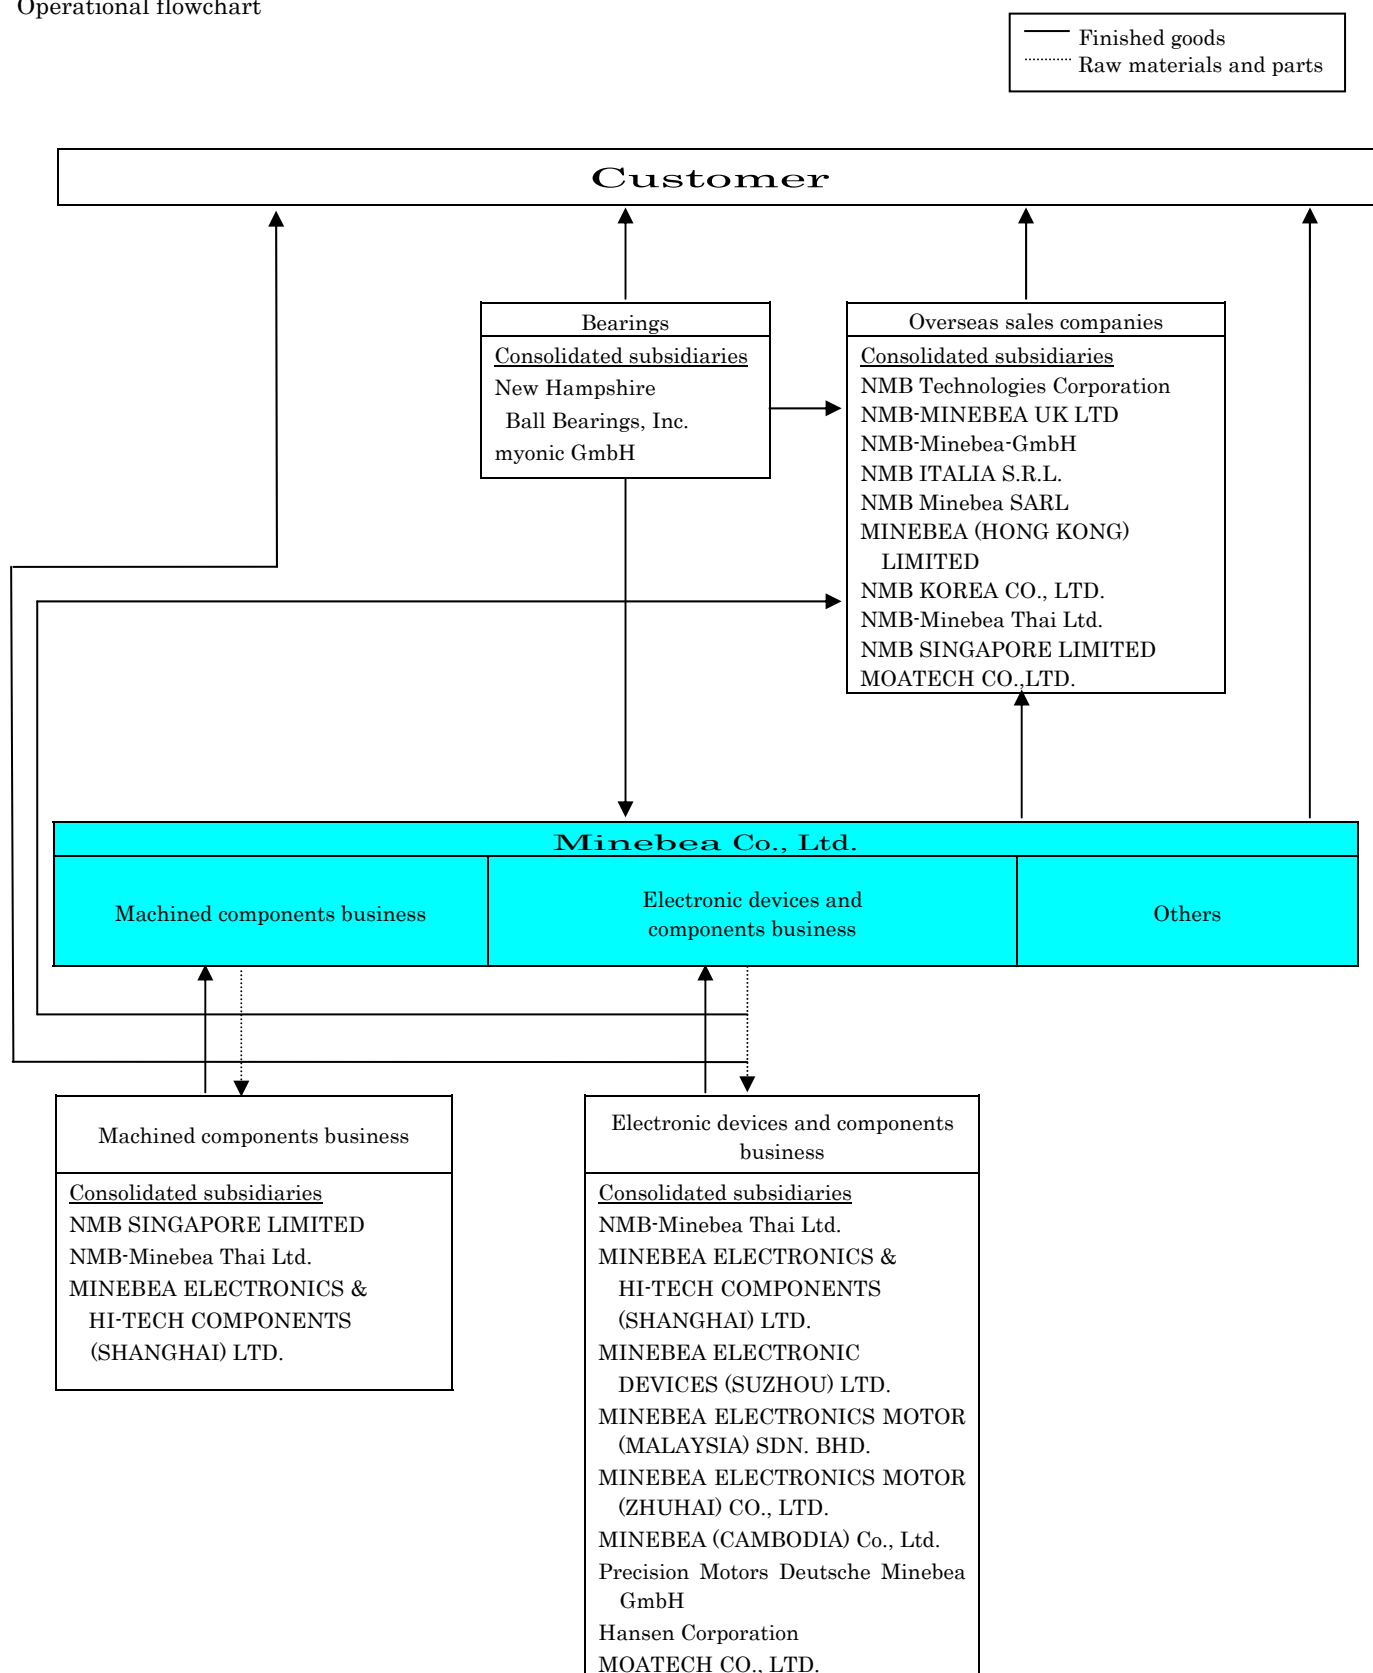 Operational flowchart
Finished goods
Raw materials and parts
Customer
Bearings
Consolidated subsidiaries
New Hampshire
Ball Bearings, Inc.
myonic GmbH
Overseas sales companies
Consolidated subsidiaries
NMB Technologies Corporation
NMB-MINEBEA UK LTD
NMB-Minebea-GmbH
NMB ITALIA S.R.L.
NMB Minebea SARL
MINEBEA (HONG KONG)
LIMITED
NMB KOREA CO., LTD.
NMB-Minebea Thai Ltd.
NMB SINGAPORE LIMITED
MOATECH CO.,LTD.
Minebea Co., Ltd.
Machined components business
Electronic devices and
components business
Others
Machined components business
Consolidated subsidiaries
NMB SINGAPORE LIMITED
NMB-Minebea Thai Ltd.
MINEBEA ELECTRONICS &
HI-TECH COMPONENTS
(SHANGHAI) LTD.
Electronic devices and components
business
Consolidated subsidiaries
NMB-Minebea Thai Ltd.
MINEBEA ELECTRONICS &
HI-TECH COMPONENTS
(SHANGHAI) LTD.
MINEBEA ELECTRONIC
DEVICES (SUZHOU) LTD.
MINEBEA ELECTRONICS MOTOR
(MALAYSIA) SDN. BHD.
MINEBEA ELECTRONICS MOTOR
(ZHUHAI) CO., LTD.
MINEBEA (CAMBODIA) Co., Ltd.
Precision Motors Deutsche Minebea
GmbH
Hansen Corporation
MOATECH CO., LTD.